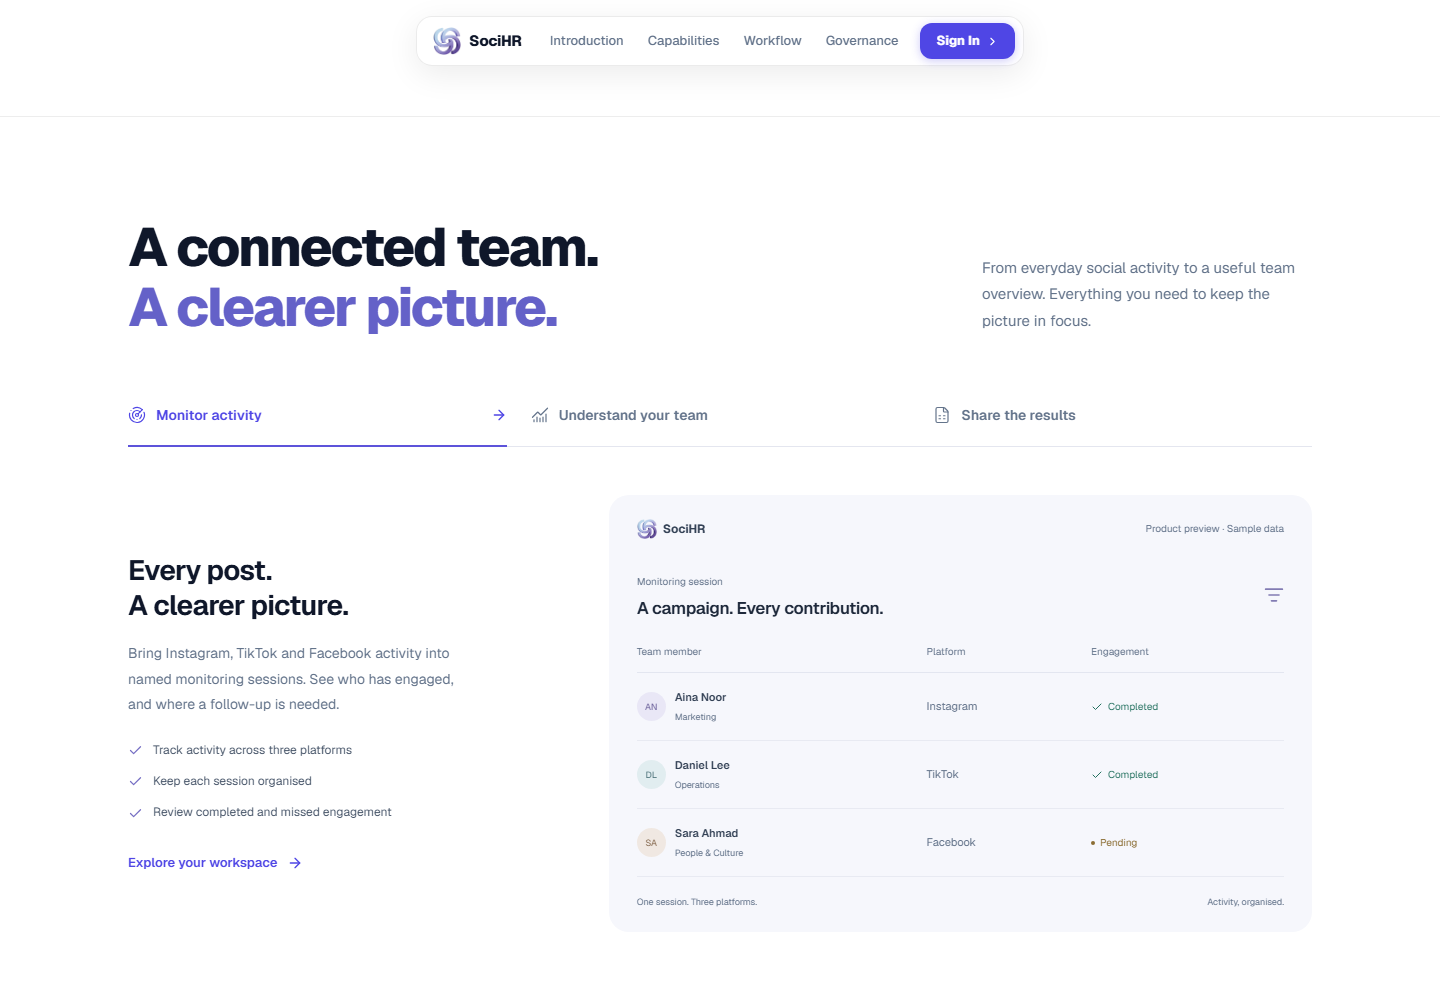 SociHR
Introduction
Capabilities
Workflow
Governance
Sign In
A connected team.
A clearer picture.
From everyday social activity to a useful team
overview. Everything you need to keep the
picture in focus.
Monitor activity
Understand your team
Share the results
Every post.
A clearer picture.
Bring Instagram, TikTok and Facebook activity into
named monitoring sessions. See who has engaged,
and where a follow-up is needed.
Track activity across three platforms
Keep each session organised
Review completed and missed engagement
Explore your workspace
SociHR
Product preview · Sample data
Monitoring session
A campaign. Every contribution.
Team member Platform Engagement
AN Aina Noor
Marketing
Instagram
Completed
DL Daniel Lee
Operations
TikTok
Completed
SA Sara Ahmad
People & Culture
Facebook
Pending
One session. Three platforms.
Activity, organised.